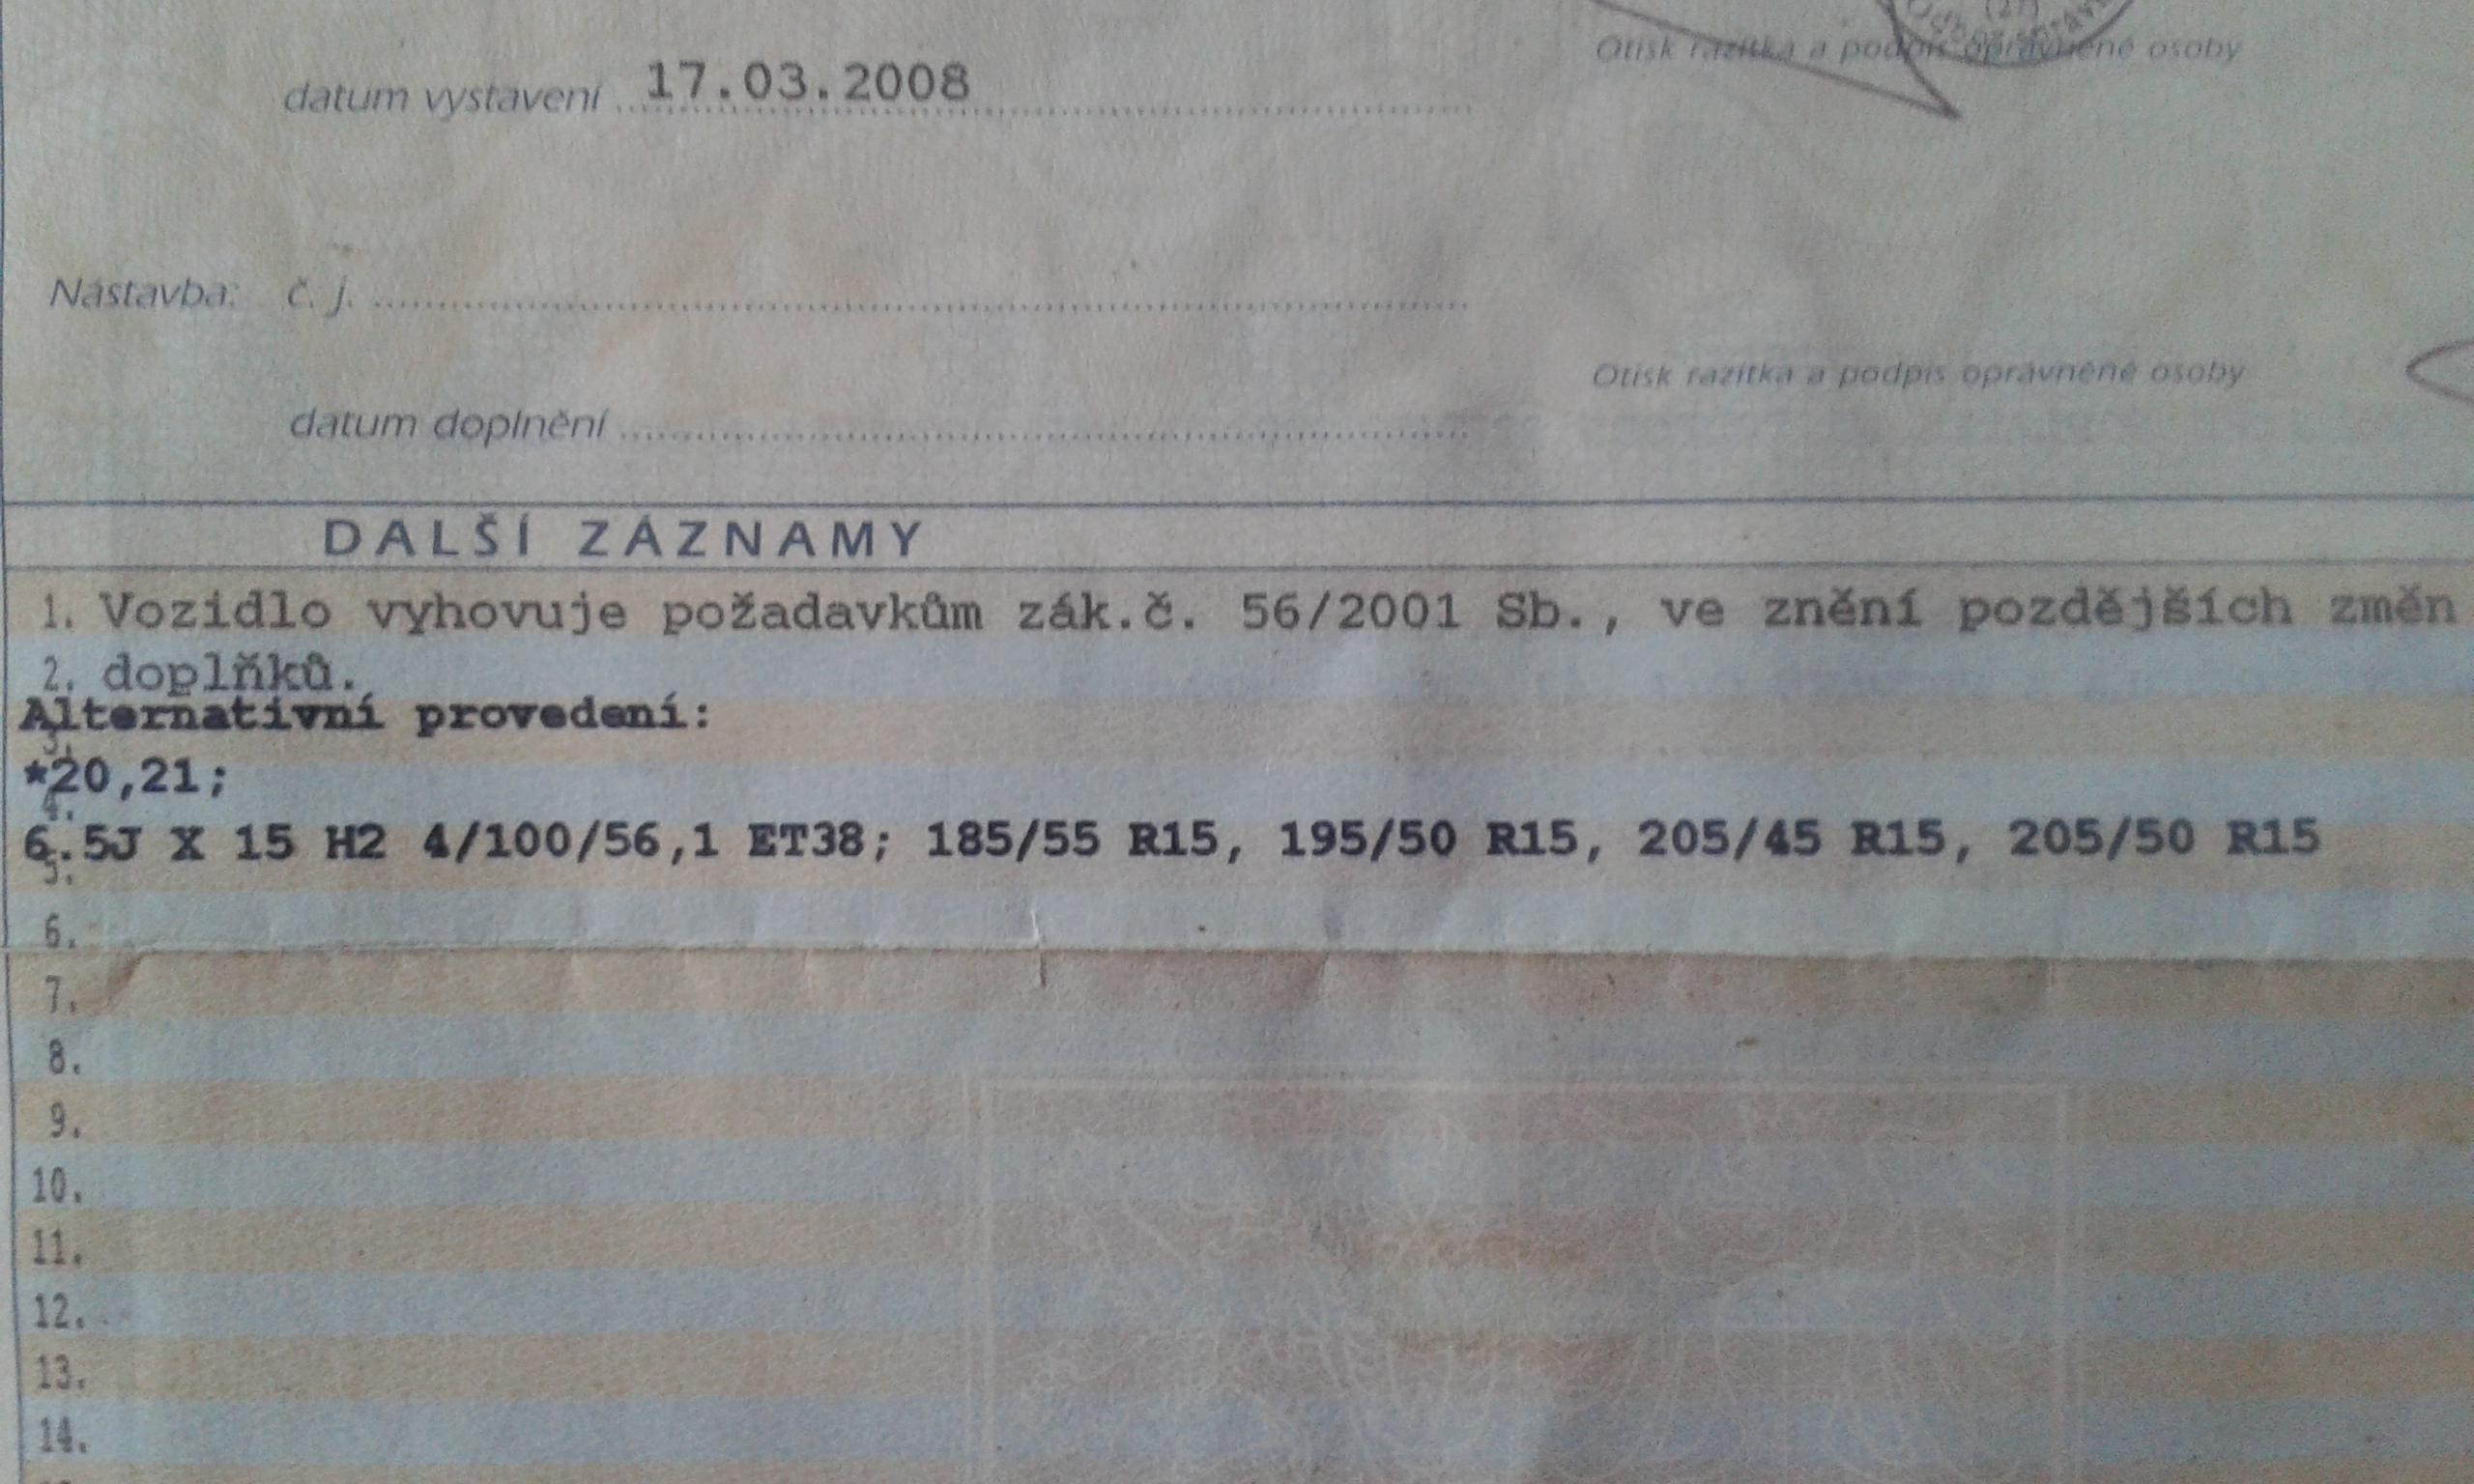 Otisk razítka a podpis oprávněné osoby
datum vystavení 17.03.2008
Nástavba: č. j.
Otisk razítka a podpis oprávněné osoby
datum doplnění
DALŠÍ ZÁZNAMY
1. Vozidlo vyhovuje požadavkům zák.č. 56/2001 Sb., ve znění pozdějších změn
2. doplňků.
Alternativní provedení:
3.
*20,21;
4.
6.5J X 15 H2 4/100/56,1 ET38; 185/55 R15, 195/50 R15, 205/45 R15, 205/50 R15
5.
6.
7.
8.
9.
10.
11.
12.
13.
14.